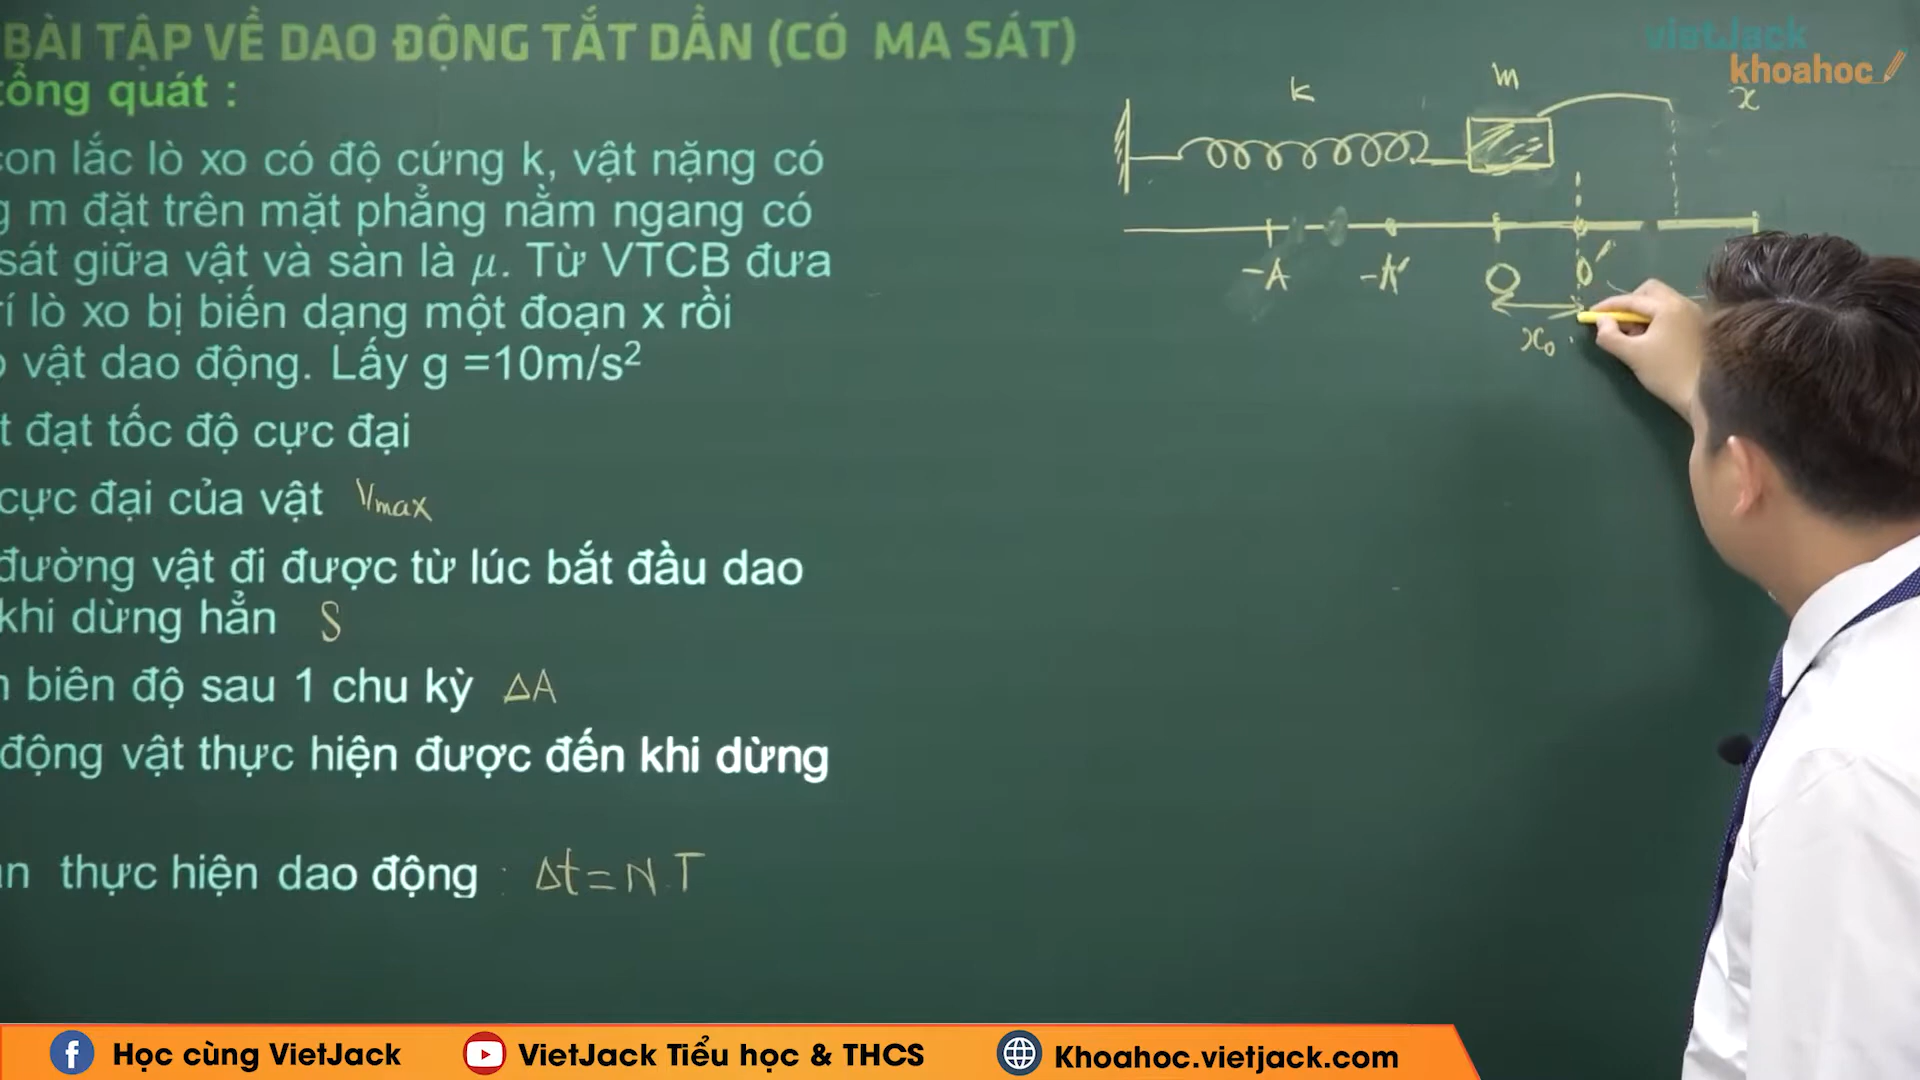 BÀI TẬP VỀ DAO ĐỘNG TẮT DẦN (CÓ MA SÁT)
tổng quát :
con lắc lò xo có độ cứng k, vật nặng có
g m đặt trên mặt phẳng nằm ngang có
sát giữa vật và sàn là μ. Từ VTCB đưa
rí lò xo bị biến dạng một đoạn x rồi
o vật dao động. Lấy g =10m/s²
t đạt tốc độ cực đại
cực đại của vật Vmax
đường vật đi được từ lúc bắt đầu dao
khi dừng hẳn S
n biên độ sau 1 chu kỳ ΔA
động vật thực hiện được đến khi dừng
an thực hiện dao động : Δt = N.T
vietJack
khoahoc
k
m
x
-A
-A'
O
O'
x₀
Học cùng VietJack
VietJack Tiểu học & THCS
Khoahoc.vietjack.com